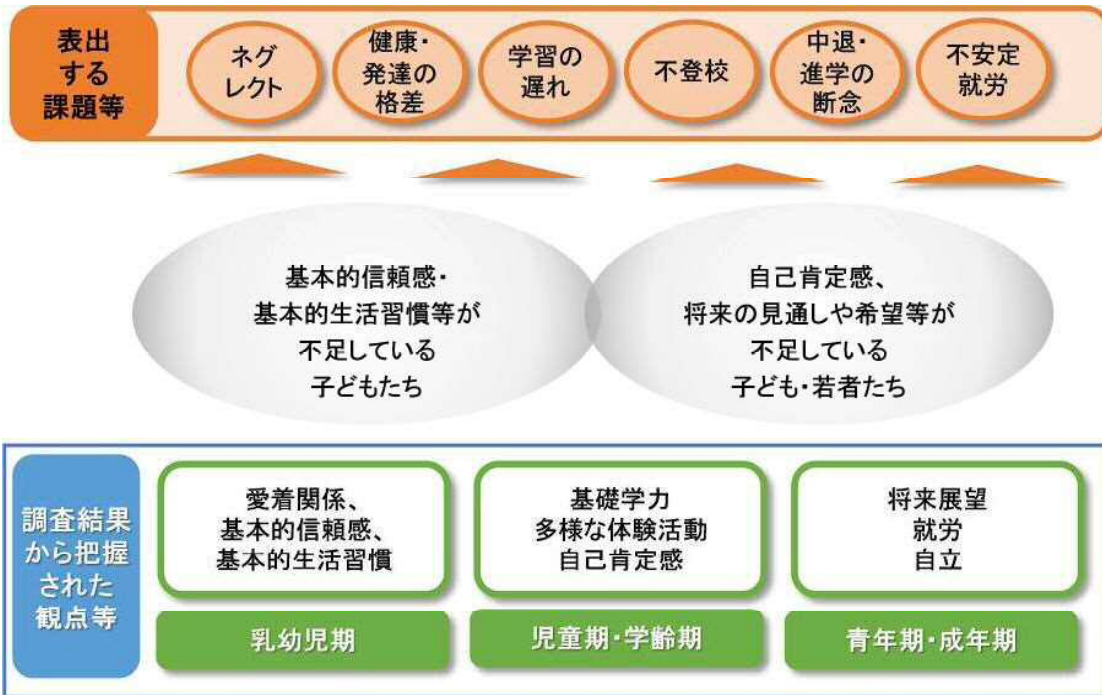 表出
する
課題等
ネグ
レクト
健康・
発達の
格差
学習の
遅れ
不登校
中退・
進学の
断念
不安定
就労
基本的信頼感・
基本的生活習慣等が
不足している
子どもたち
自己肯定感、
将来の見通しや希望等が
不足している
子ども・若者たち
調査結果
から把握
された
観点等
愛着関係、
基本的信頼感、
基本的生活習慣
乳幼児期
基礎学力
多様な体験活動
自己肯定感
児童期・学齢期
将来展望
就労
自立
青年期・成年期